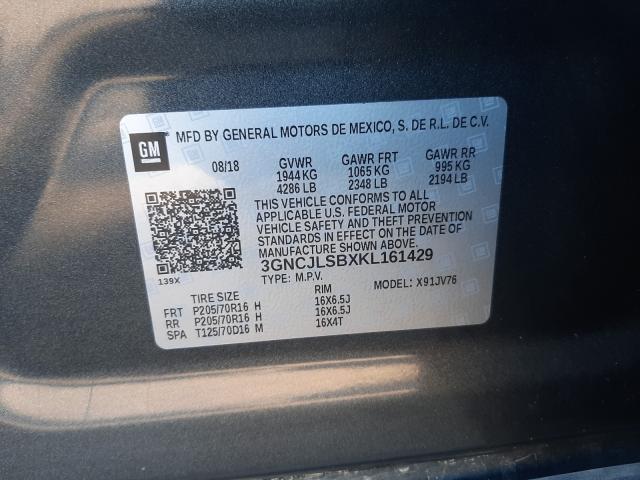 GM
MFD BY GENERAL MOTORS DE MEXICO, S. DE R.L. DE C.V.
08/18 GVWR GAWR FRT GAWR RR
1944 KG 1065 KG 995 KG
4286 LB 2348 LB 2194 LB
THIS VEHICLE CONFORMS TO ALL
APPLICABLE U.S. FEDERAL MOTOR
VEHICLE SAFETY AND THEFT PREVENTION
STANDARDS IN EFFECT ON THE DATE OF
MANUFACTURE SHOWN ABOVE.
3GNCJLSBXKL161429
139X TYPE: M.P.V. MODEL: X91JV76
TIRE SIZE RIM
FRT P205/70R16 H 16X6.5J
RR P205/70R16 H 16X6.5J
SPA T125/70D16 M 16X4T